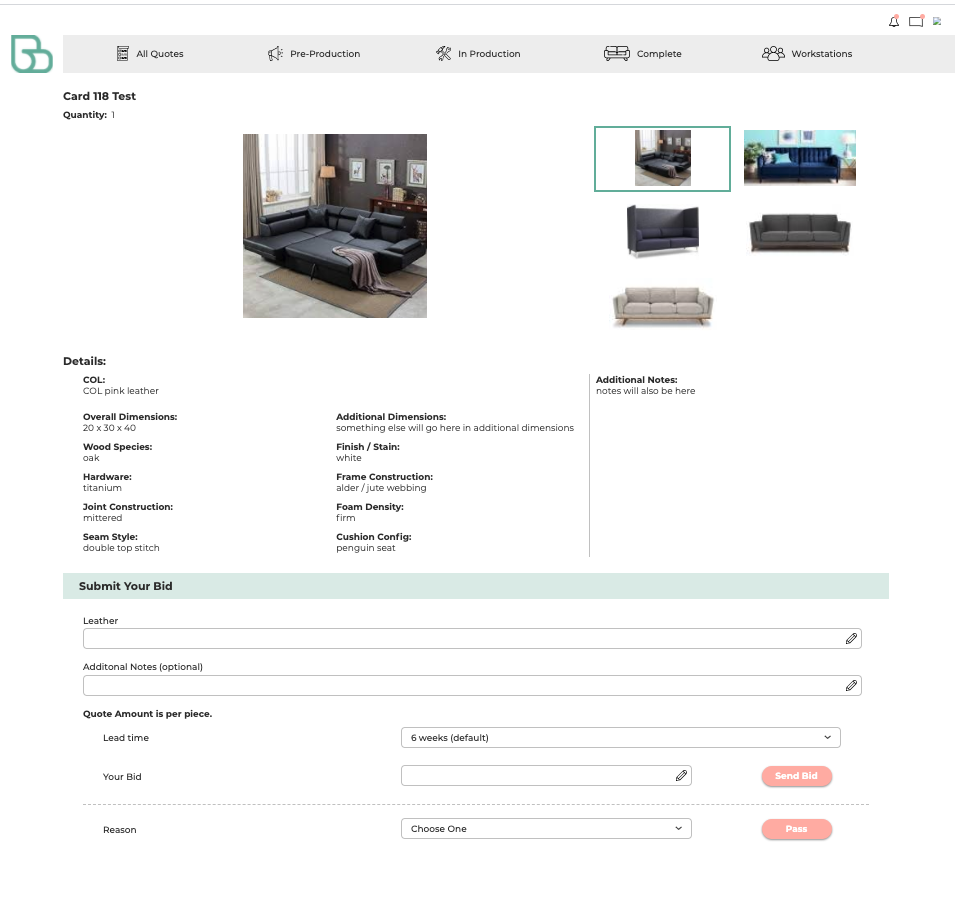 All Quotes
Pre-Production
In Production
Complete
Workstations
Card 118 Test
Quantity: 1
Details:
COL:
COL pink leather
Overall Dimensions:
20 x 30 x 40
Wood Species:
oak
Hardware:
titanium
Joint Construction:
mittered
Seam Style:
double top stitch
Additional Dimensions:
something else will go here in additional dimensions
Finish / Stain:
white
Frame Construction:
alder / jute webbing
Foam Density:
firm
Cushion Config:
penguin seat
Additional Notes:
notes will also be here
Submit Your Bid
Leather
Additonal Notes (optional)
Quote Amount is per piece.
Lead time
6 weeks (default)
Your Bid
Send Bid
Reason
Choose One
Pass